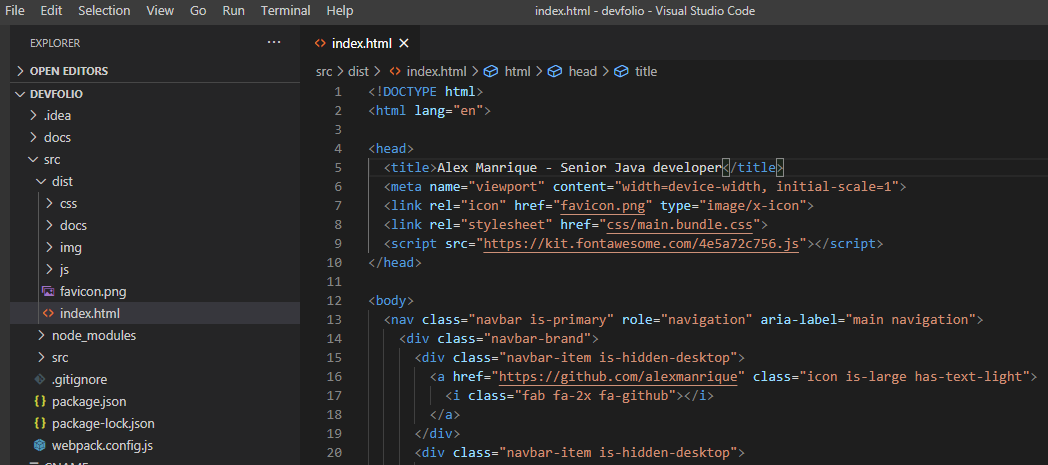 File Edit Selection View Go Run Terminal Help index.html - devfolio - Visual Studio Code
EXPLORER ···
OPEN EDITORS
DEVFOLIO
.idea
docs
src
dist
css
docs
img
js
favicon.png
<> index.html
node_modules
src
.gitignore
{} package.json
{} package-lock.json
webpack.config.js
CNAME
<> index.html ×
src > dist > <> index.html > html > head > title
1 <!DOCTYPE html>
2 <html lang="en">
3
4 <head>
5 <title>Alex Manrique - Senior Java developer</title>
6 <meta name="viewport" content="width=device-width, initial-scale=1">
7 <link rel="icon" href="favicon.png" type="image/x-icon">
8 <link rel="stylesheet" href="css/main.bundle.css">
9 <script src="https://kit.fontawesome.com/4e5a72c756.js"></script>
10 </head>
11
12 <body>
13 <nav class="navbar is-primary" role="navigation" aria-label="main navigation">
14 <div class="navbar-brand">
15 <div class="navbar-item is-hidden-desktop">
16 <a href="https://github.com/alexmanrique" class="icon is-large has-text-light">
17 <i class="fab fa-2x fa-github"></i>
18 </a>
19 </div>
20 <div class="navbar-item is-hidden-desktop">